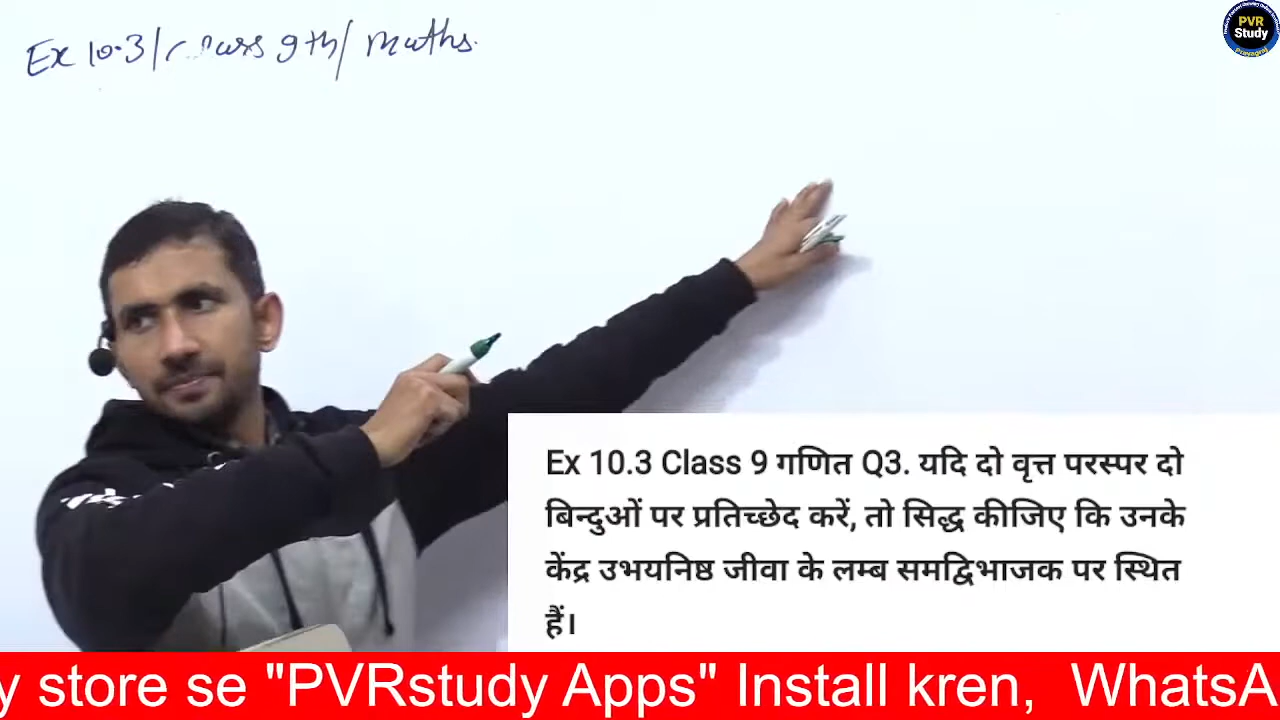 Ex 10.3 / Class 9th / Maths.
PVR
Study
Prayagraj
Ex 10.3 Class 9 गणित Q3. यदि दो वृत्त परस्पर दो
बिन्दुओं पर प्रतिच्छेद करें, तो सिद्ध कीजिए कि उनके
केंद्र उभयनिष्ठ जीवा के लम्ब समद्विभाजक पर स्थित
हैं।
y store se "PVRstudy Apps" Install kren, WhatsA